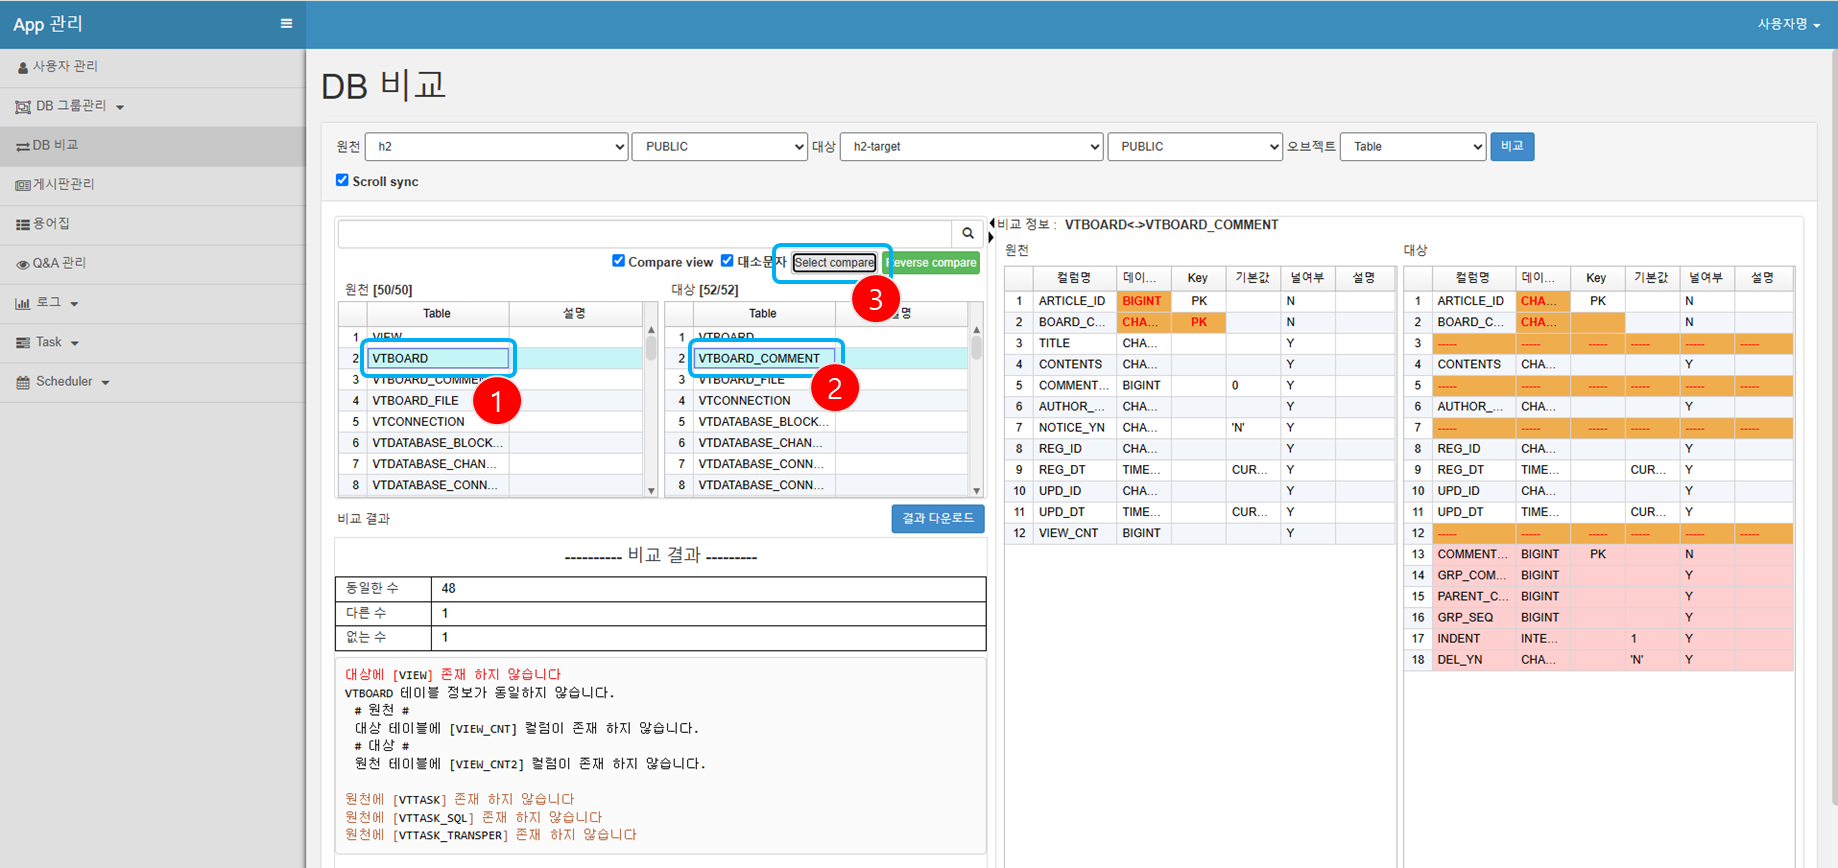 App 관리
사용자명
사용자 관리
DB 그룹관리
DB 비교
게시판관리
용어집
Q&A 관리
로그
Task
Scheduler
DB 비교
원천 h2 PUBLIC 대상 h2-target PUBLIC 오브젝트 Table 비교
Scroll sync
Compare view 대소문자 Select compare Reverse compare
3
원천 [50/50]
Table 설명
1 VIEW
2 VTBOARD
3 VTBOARD_COMMEN
4 VTBOARD_FILE
5 VTCONNECTION
6 VTDATABASE_BLOCK...
7 VTDATABASE_CHAN...
8 VTDATABASE_CONN...
1
대상 [52/52]
Table 명
1 VTBOARD
2 VTBOARD_COMMENT
3 VTBOARD_FILE
4 VTCONNECTION
5 VTDATABASE_BLOCK...
6 VTDATABASE_CHAN...
7 VTDATABASE_CONN...
8 VTDATABASE_CONN...
2
비교 결과 결과 다운로드
---------- 비교 결과 ---------
동일한 수 48
다른 수 1
없는 수 1
대상에 [VIEW] 존재 하지 않습니다
VTBOARD 테이블 정보가 동일하지 않습니다.
# 원천 #
대상 테이블에 [VIEW_CNT] 컬럼이 존재 하지 않습니다.
# 대상 #
원천 테이블에 [VIEW_CNT2] 컬럼이 존재 하지 않습니다.
원천에 [VTTASK] 존재 하지 않습니다
원천에 [VTTASK_SQL] 존재 하지 않습니다
원천에 [VTTASK_TRANSPER] 존재 하지 않습니다
비교 정보 : VTBOARD<->VTBOARD_COMMENT
원천
컬럼명 데이... Key 기본값 널여부 설명
1 ARTICLE_ID BIGINT PK N
2 BOARD_C... CHA... PK N
3 TITLE CHA... Y
4 CONTENTS CHA... Y
5 COMMENT... BIGINT 0 Y
6 AUTHOR_... CHA... Y
7 NOTICE_YN CHA... 'N' Y
8 REG_ID CHA... Y
9 REG_DT TIME... CUR... Y
10 UPD_ID CHA... Y
11 UPD_DT TIME... CUR... Y
12 VIEW_CNT BIGINT Y
대상
컬럼명 데이... Key 기본값 널여부 설명
1 ARTICLE_ID CHA... PK N
2 BOARD_C... CHA... N
3 ----- ----- ----- ----- ----- -----
4 CONTENTS CHA... Y
5 ----- ----- ----- ----- ----- -----
6 AUTHOR_... CHA... Y
7 ----- ----- ----- ----- ----- -----
8 REG_ID CHA... Y
9 REG_DT TIME... CUR... Y
10 UPD_ID CHA... Y
11 UPD_DT TIME... CUR... Y
12 ----- ----- ----- ----- ----- -----
13 COMMENT... BIGINT PK N
14 GRP_COM... BIGINT Y
15 PARENT_C... BIGINT Y
16 GRP_SEQ BIGINT Y
17 INDENT INTE... 1 Y
18 DEL_YN CHA... 'N' Y